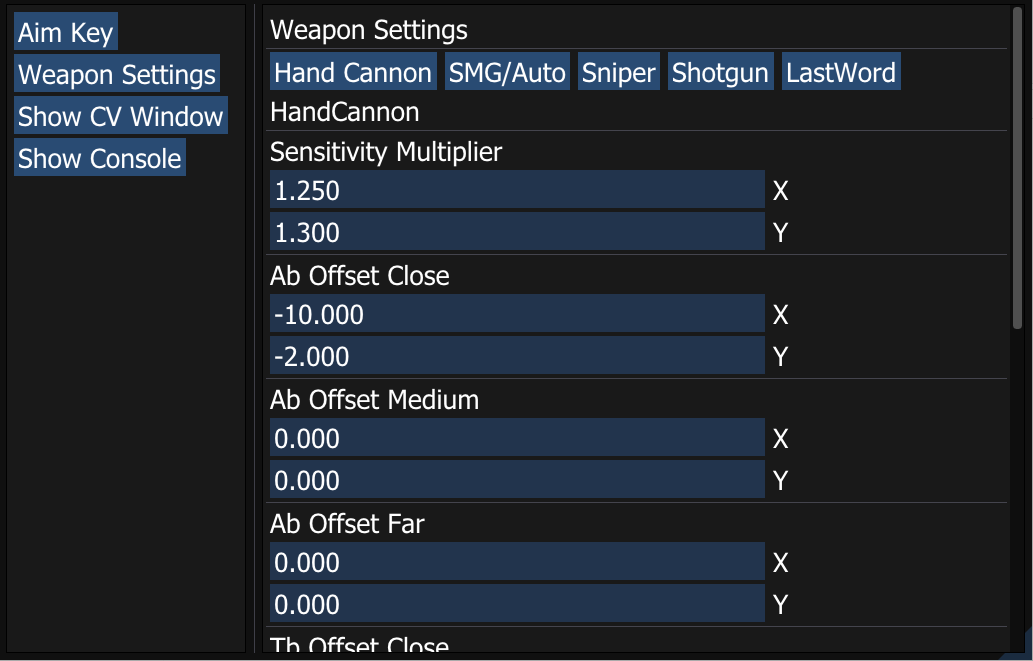 Aim Key
Weapon Settings
Show CV Window
Show Console
Weapon Settings
Hand Cannon SMG/Auto Sniper Shotgun LastWord
HandCannon
Sensitivity Multiplier
1.250 X
1.300 Y
Ab Offset Close
-10.000 X
-2.000 Y
Ab Offset Medium
0.000 X
0.000 Y
Ab Offset Far
0.000 X
0.000 Y
Tb Offset Close